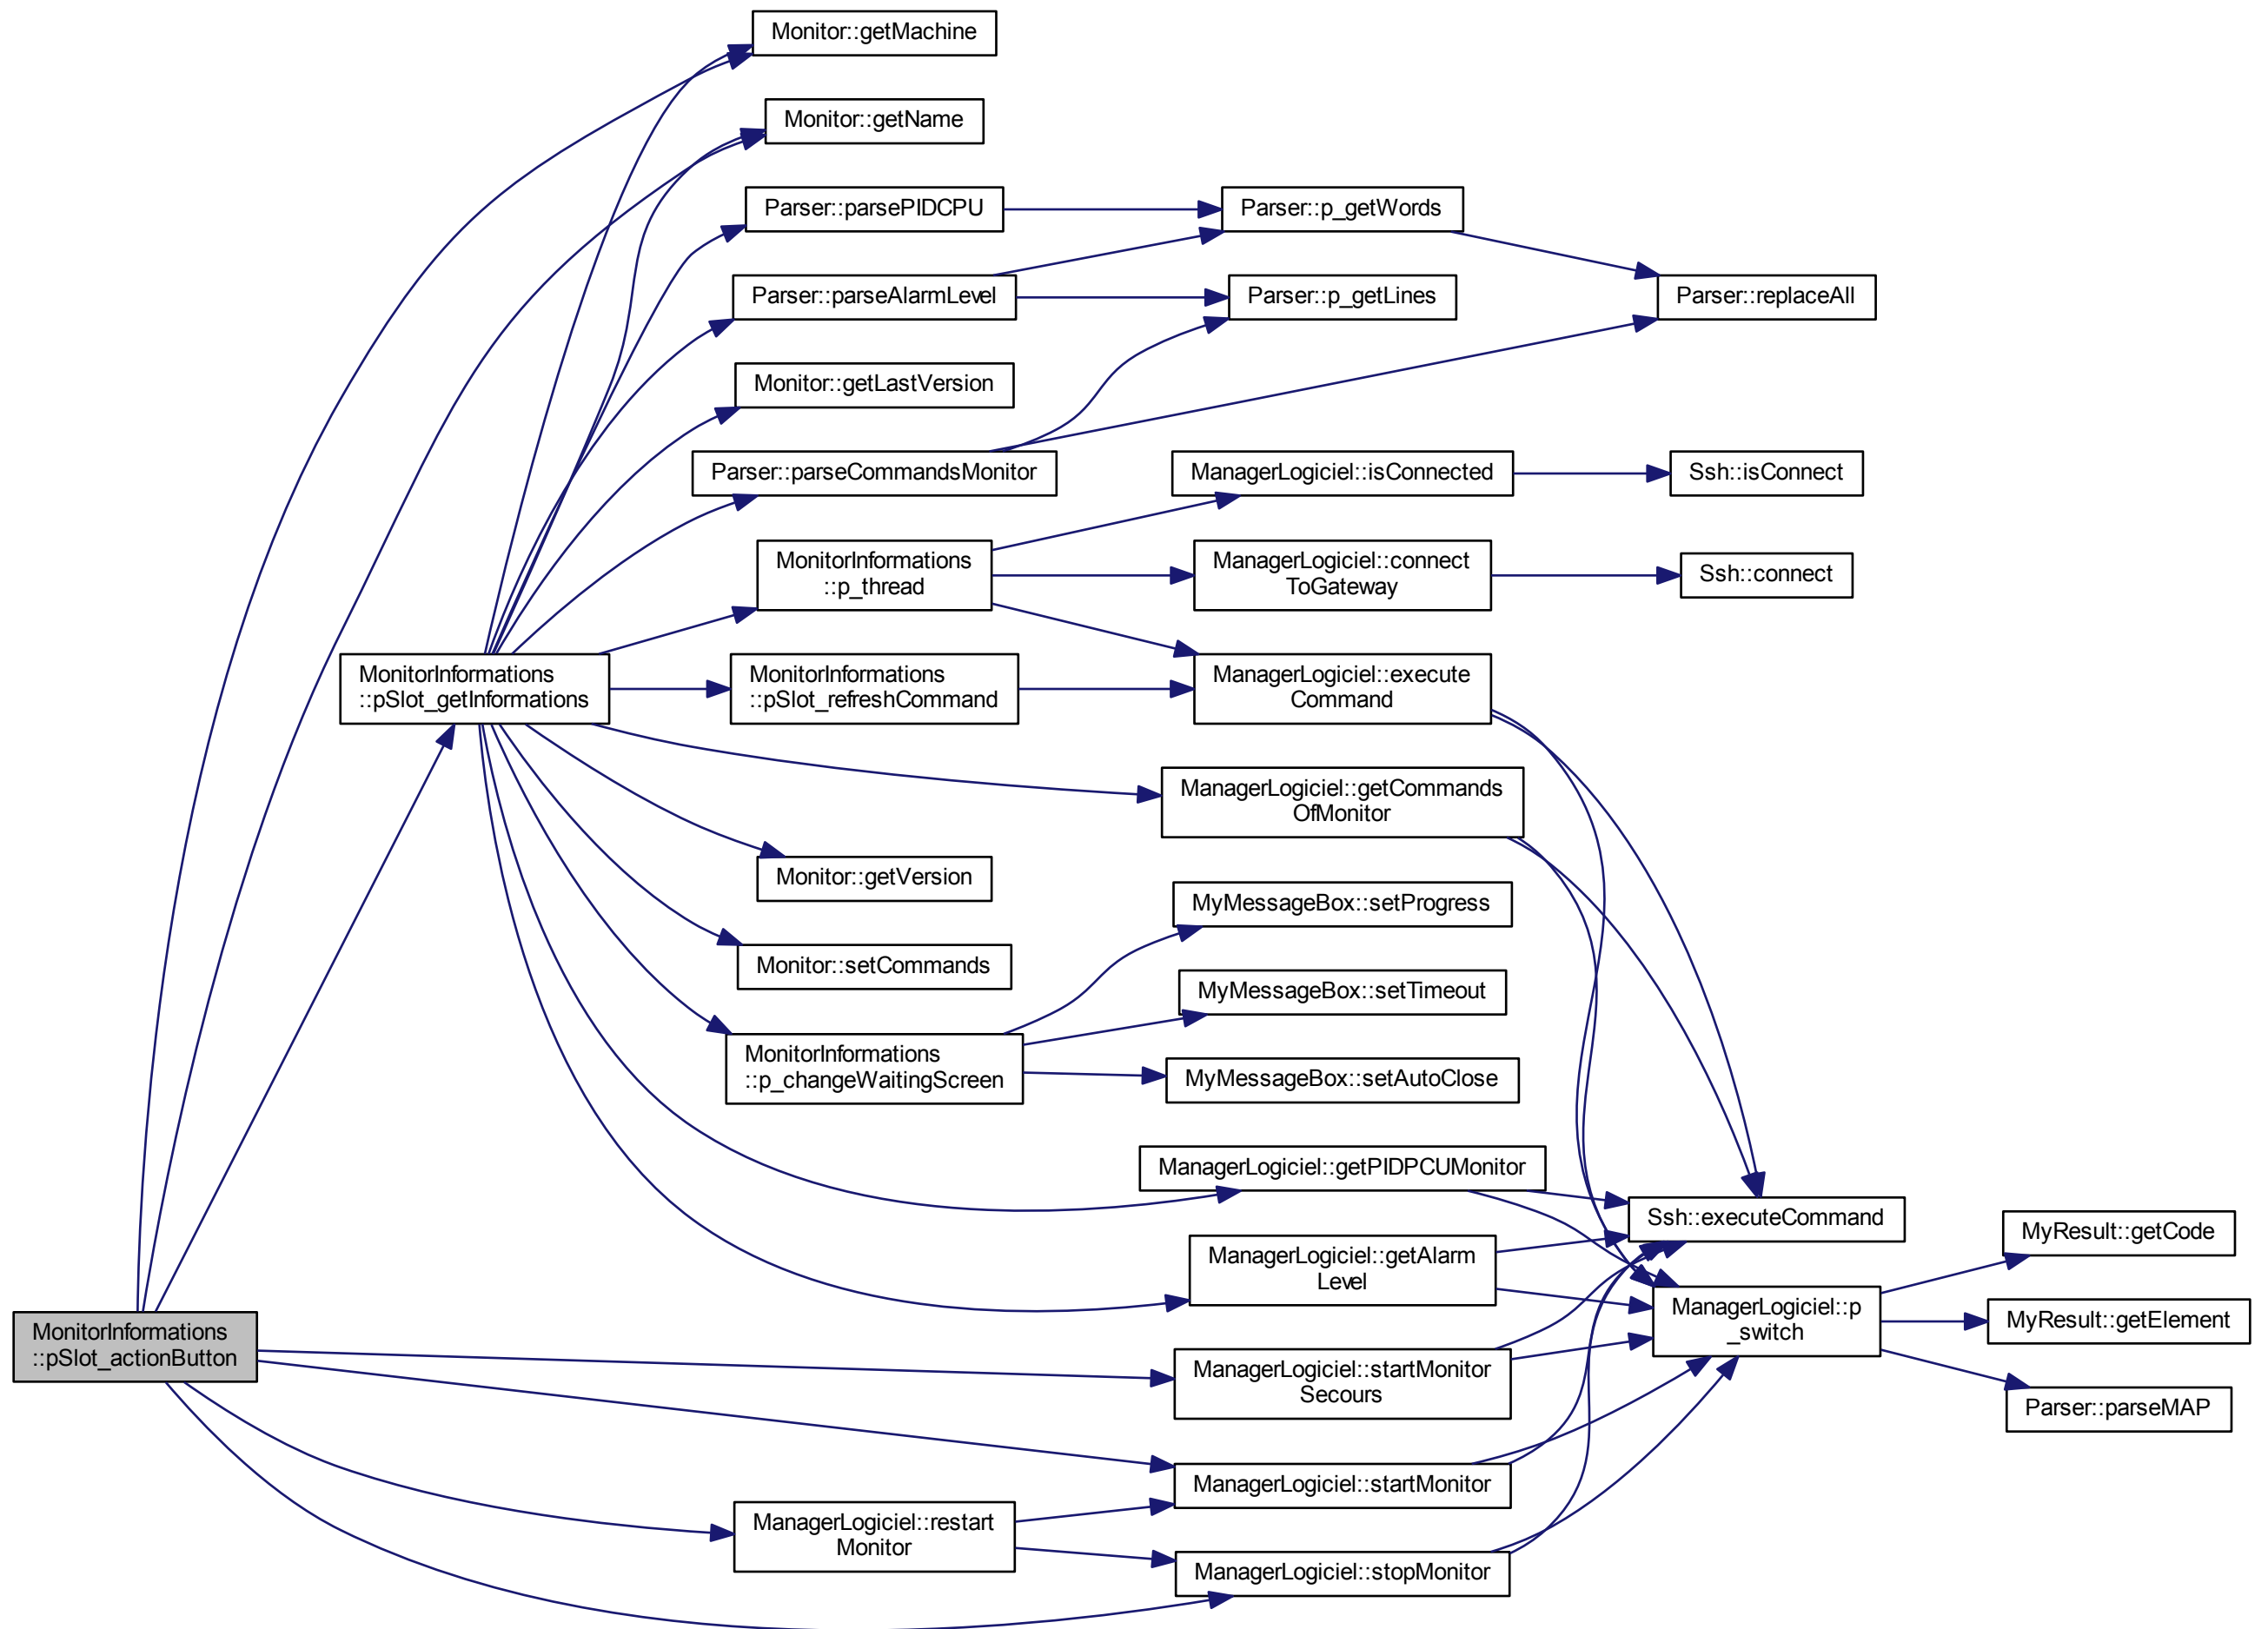 Monitor::getMachine
Monitor::getName
Parser::parsePIDCPU
Parser::p_getWords
Parser::parseAlarmLevel
Parser::p_getLines
Parser::replaceAll
Monitor::getLastVersion
Parser::parseCommandsMonitor
ManagerLogiciel::isConnected
Ssh::isConnect
MonitorInformations
::p_thread
ManagerLogiciel::connect
ToGateway
Ssh::connect
MonitorInformations
::pSlot_getInformations
MonitorInformations
::pSlot_refreshCommand
ManagerLogiciel::execute
Command
ManagerLogiciel::getCommands
OfMonitor
Monitor::getVersion
MyMessageBox::setProgress
Monitor::setCommands
MyMessageBox::setTimeout
MonitorInformations
::p_changeWaitingScreen
MyMessageBox::setAutoClose
ManagerLogiciel::getPIDPCUMonitor
Ssh::executeCommand
MyResult::getCode
ManagerLogiciel::getAlarm
Level
ManagerLogiciel::p
_switch
MyResult::getElement
MonitorInformations
::pSlot_actionButton
ManagerLogiciel::startMonitor
Secours
Parser::parseMAP
ManagerLogiciel::startMonitor
ManagerLogiciel::restart
Monitor
ManagerLogiciel::stopMonitor